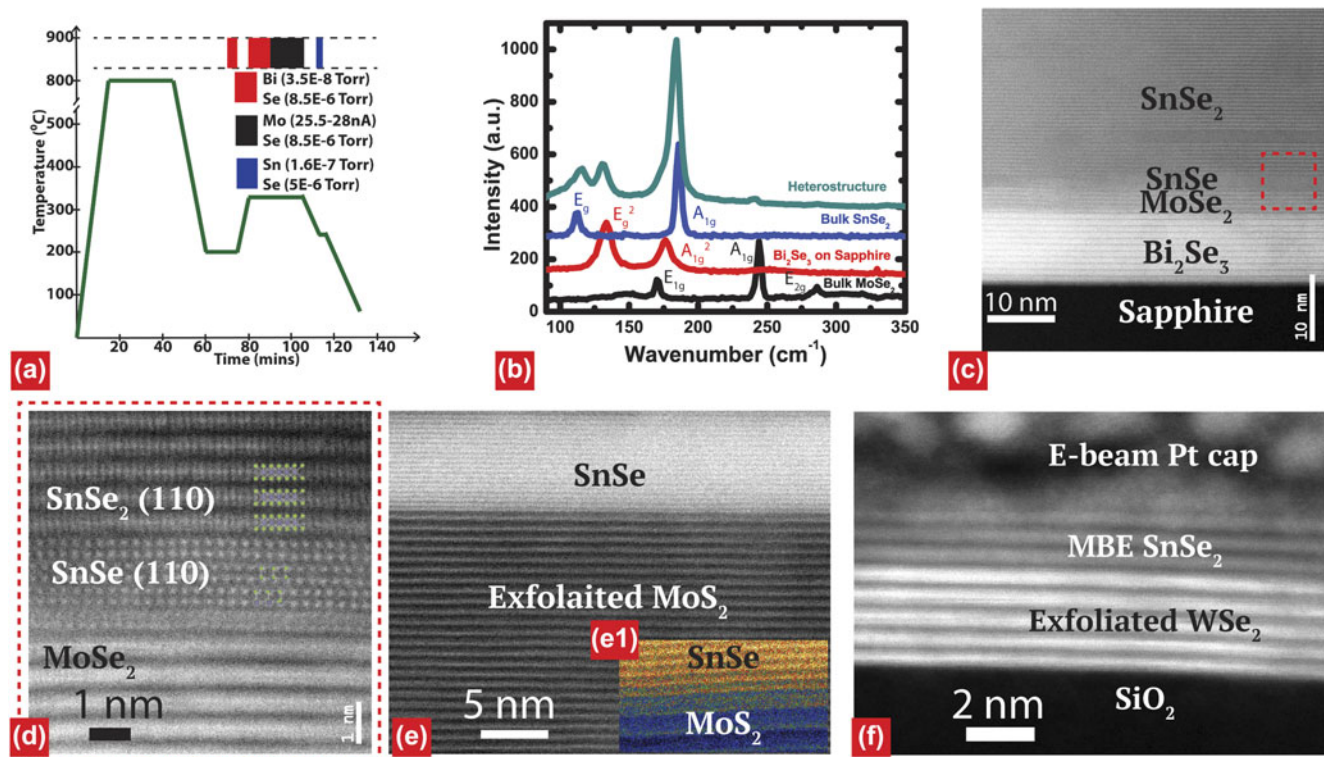 900
800
500
400
300
200
100
Temperature (°C)
Bi (3.5E-8 Torr)
Se (8.5E-6 Torr)
Mo (25.5-28nA)
Se (8.5E-6 Torr)
Sn (1.6E-7 Torr)
Se (5E-6 Torr)
20 40 60 80 100 120 140
Time (mins)
(a)
1000
800
600
400
200
0
Intensity (a.u.)
Heterostructure
Eg
A1g
Bulk SnSe2
Eg2
A1g2
Bi2Se3 on Sapphire
E1g
A1g
E2g
Bulk MoSe2
100 150 200 250 300 350
Wavenumber (cm-1)
(b)
SnSe2
SnSe
MoSe2
Bi2Se3
10 nm
Sapphire
10 nm
(c)
SnSe2 (110)
SnSe (110)
MoSe2
1 nm
1 nm
(d)
SnSe
Exfolaited MoS2
(e1)
SnSe
MoS2
5 nm
(e)
E-beam Pt cap
MBE SnSe2
Exfoliated WSe2
SiO2
2 nm
(f)